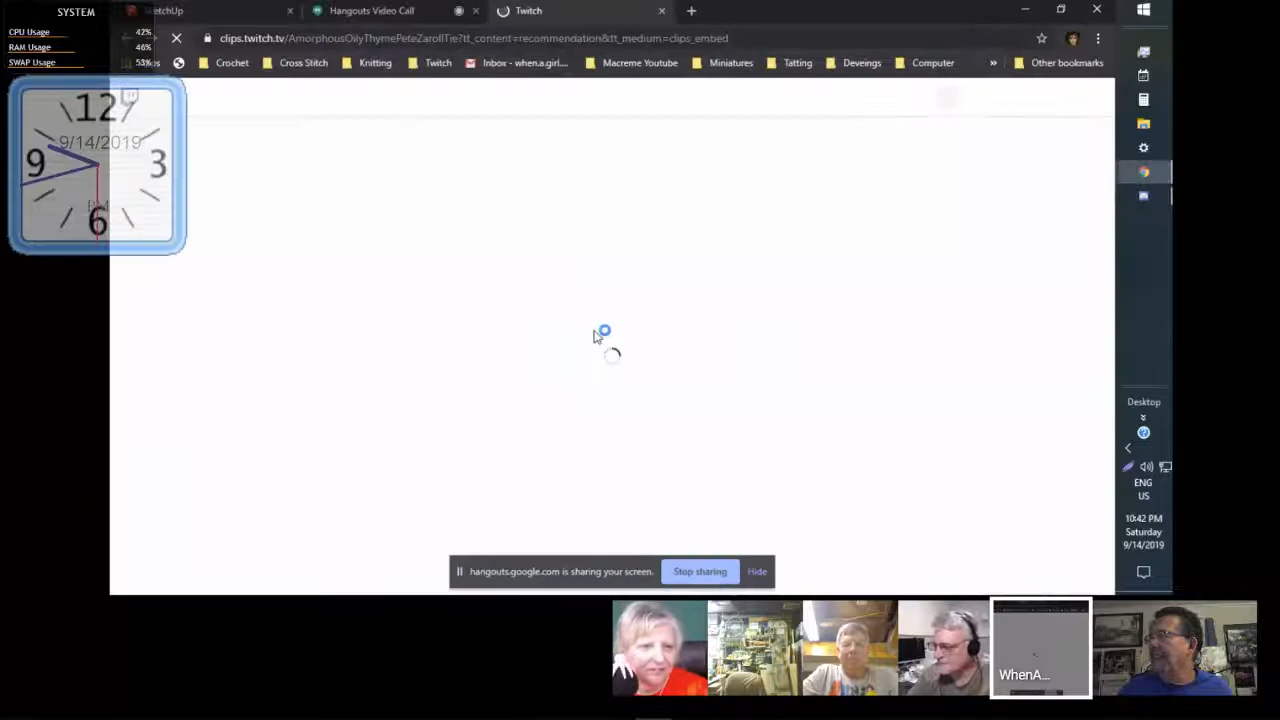 SYSTEM
CPU Usage 42%
RAM Usage 46%
SWAP Usage 53%
Hangouts Video Call
Twitch
clips.twitch.tv/AmorphousOilyThymePeteZarollTie?tt_content=recommendation&tt_medium=clips_embed
Crochet Cross Stitch Knitting Twitch Inbox - when.a.girl.... Macreme Youtube Miniatures Tatting Deveings Computer » Other bookmarks
12
9/14/2019
9 3
6
Desktop
ENG
US
10:42 PM
Saturday
9/14/2019
hangouts.google.com is sharing your screen. Stop sharing Hide
WhenA...